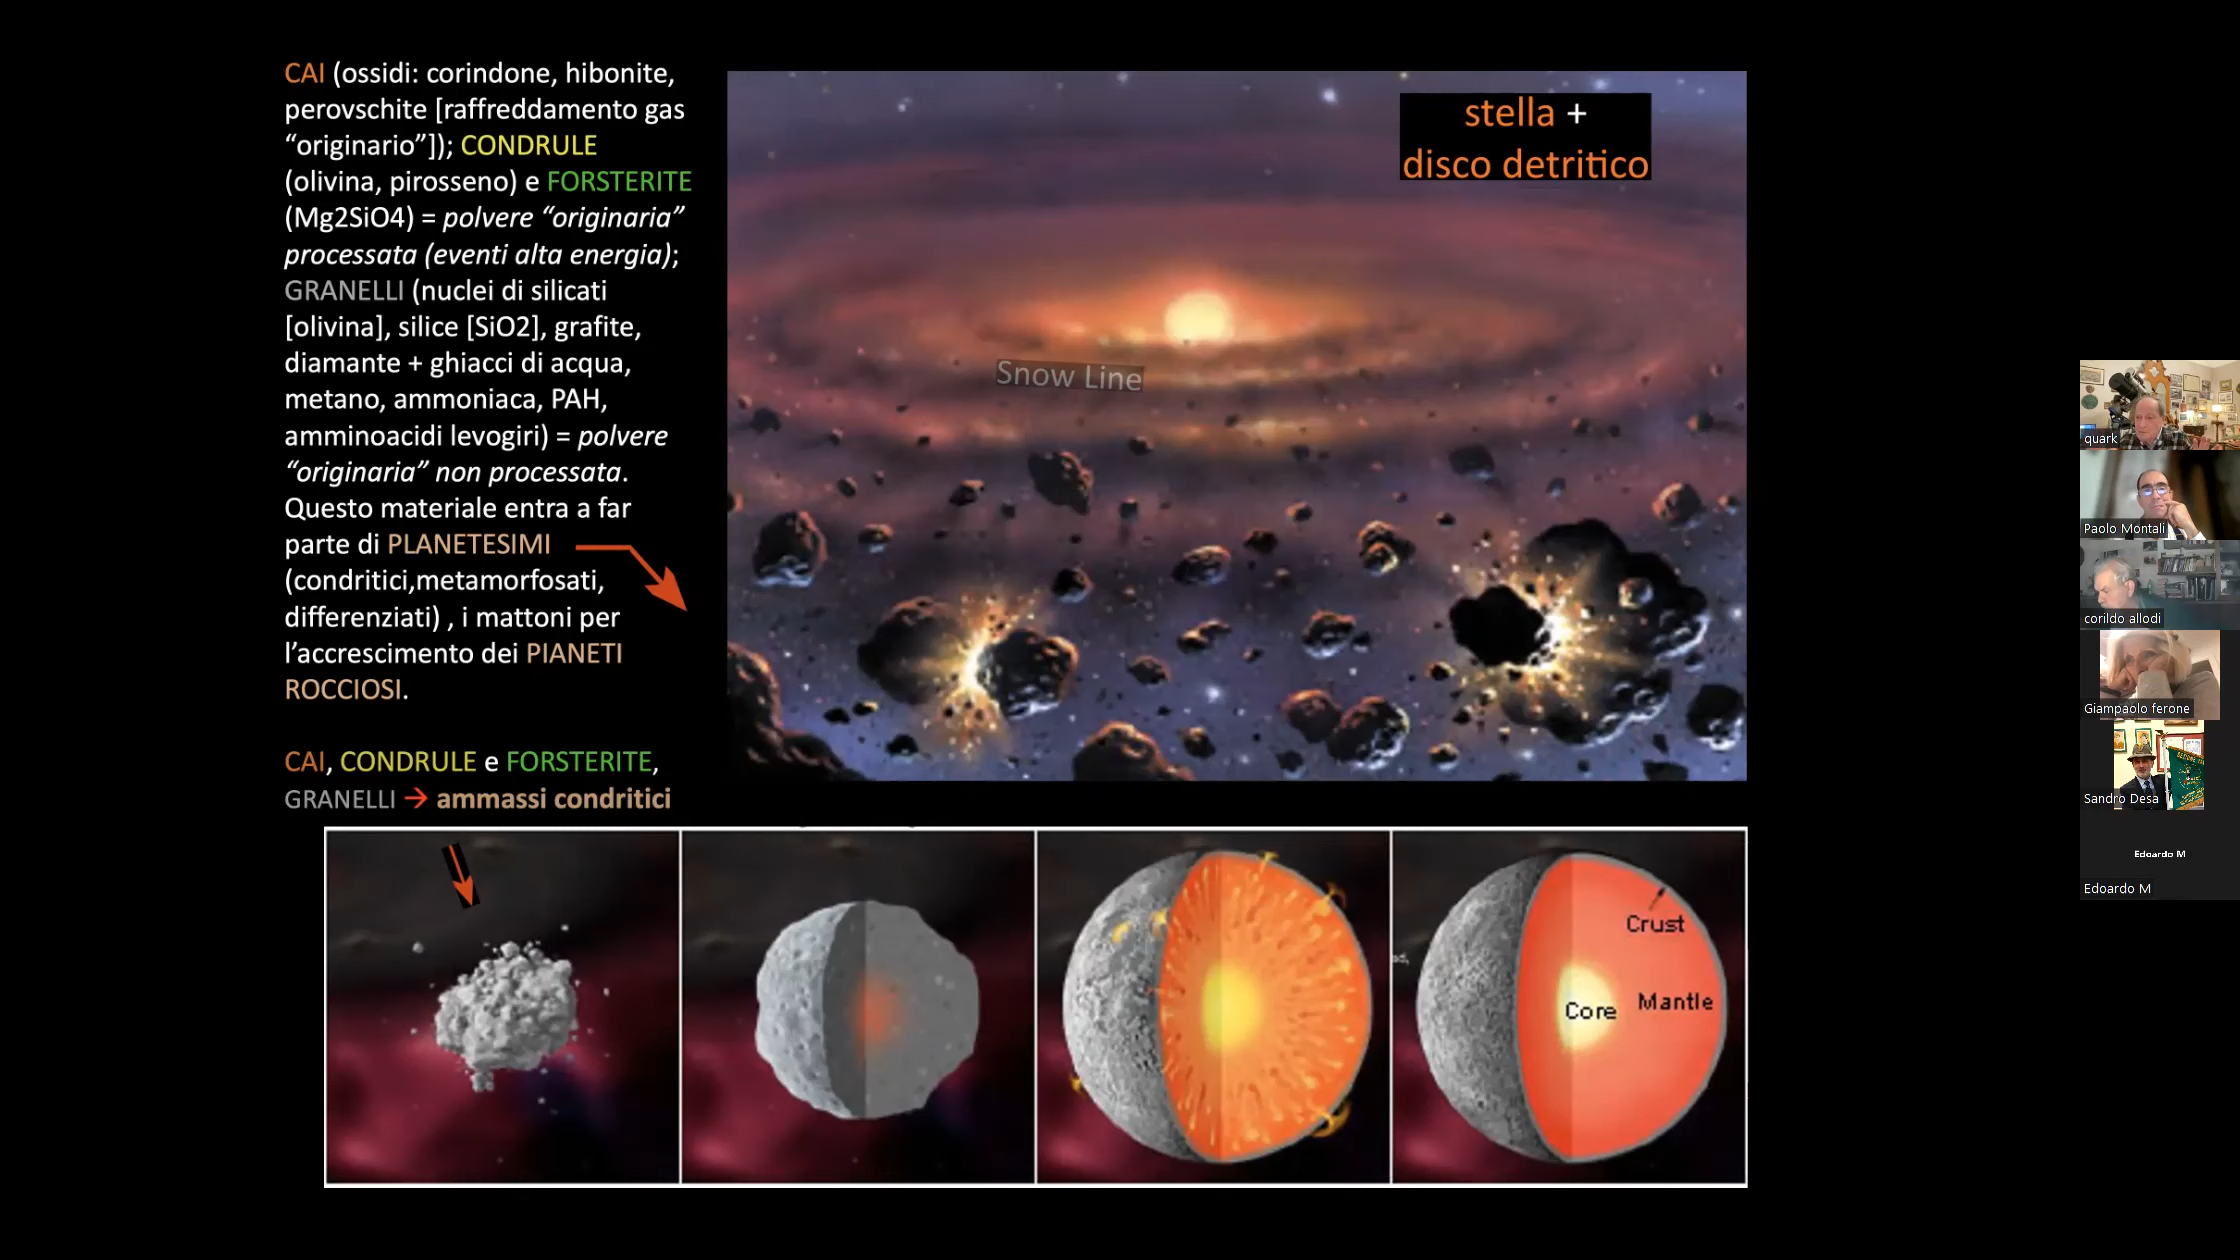 CAI (ossidi: corindone, hibonite,
perovschite [raffreddamento gas
“originario”]); CONDRULE
(olivina, pirosseno) e FORSTERITE
(Mg2SiO4) = polvere “originaria”
processata (eventi alta energia);
GRANELLI (nuclei di silicati
[olivina], silice [SiO2], grafite,
diamante + ghiacci di acqua,
metano, ammoniaca, PAH,
amminoacidi levogiri) = polvere
“originaria” non processata.
Questo materiale entra a far
parte di PLANETESIMI
(condritici,metamorfosati,
differenziati) , i mattoni per
l’accrescimento dei PIANETI
ROCCIOSI.
CAI, CONDRULE e FORSTERITE,
GRANELLI → ammassi condritici
stella +
disco detritico
Snow Line
Crust
Core
Mantle
quark
Paolo Montali
corildo allodi
Giampaolo ferone
Sandro Desa
Edoardo M
Edoardo M